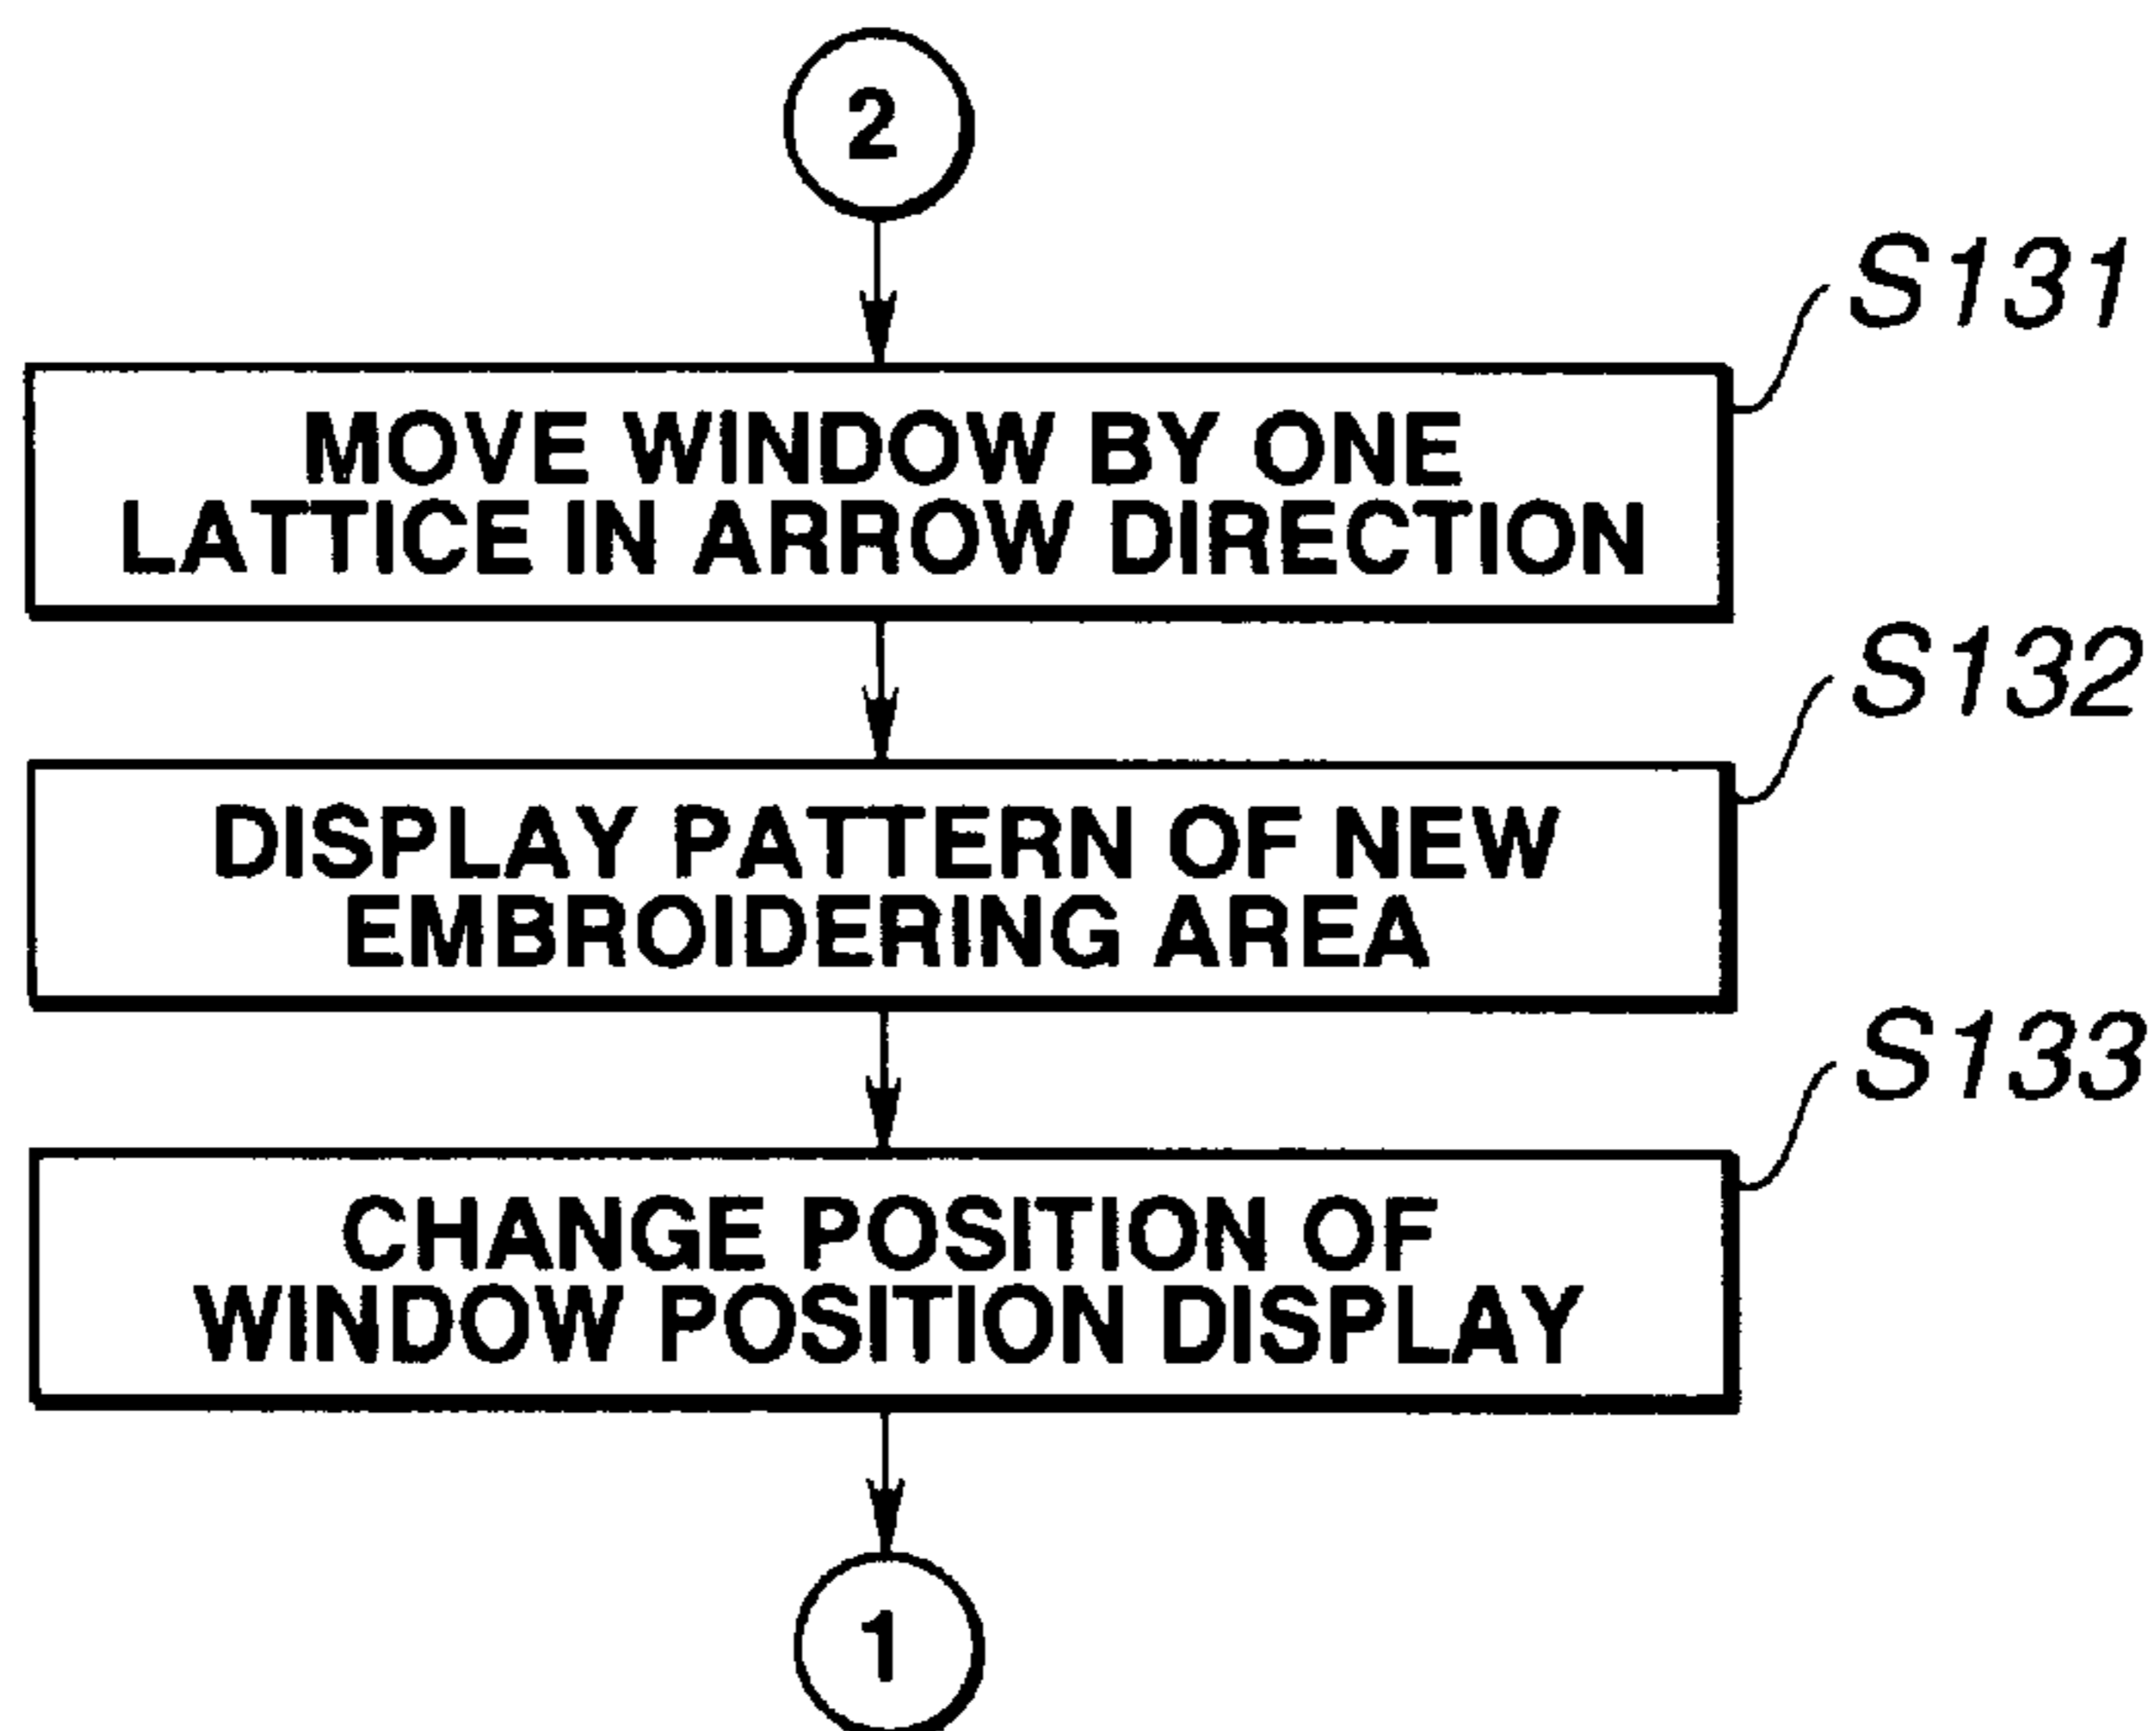 2
S131
MOVE WINDOW BY ONE
LATTICE IN ARROW DIRECTION
S132
DISPLAY PATTERN OF NEW
EMBROIDERING AREA
S133
CHANGE POSITION OF
WINDOW POSITION DISPLAY
1